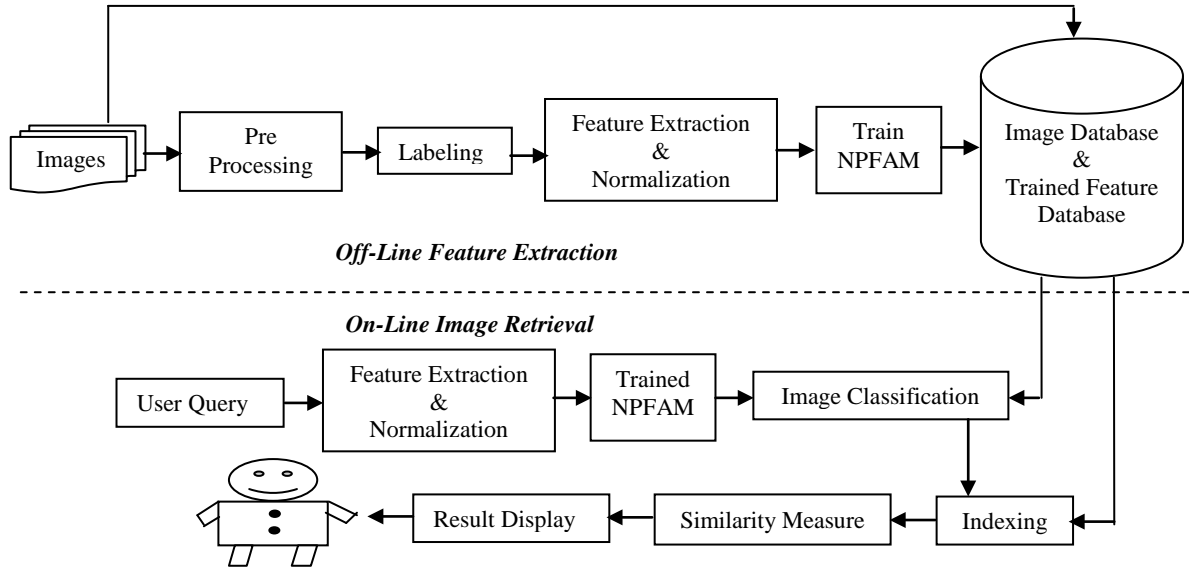 Images
Pre
Processing
Labeling
Feature Extraction
&
Normalization
Train
NPFAM
Image Database
&
Trained Feature
Database
Off-Line Feature Extraction
On-Line Image Retrieval
User Query
Feature Extraction
&
Normalization
Trained
NPFAM
Image Classification
Result Display
Similarity Measure
Indexing